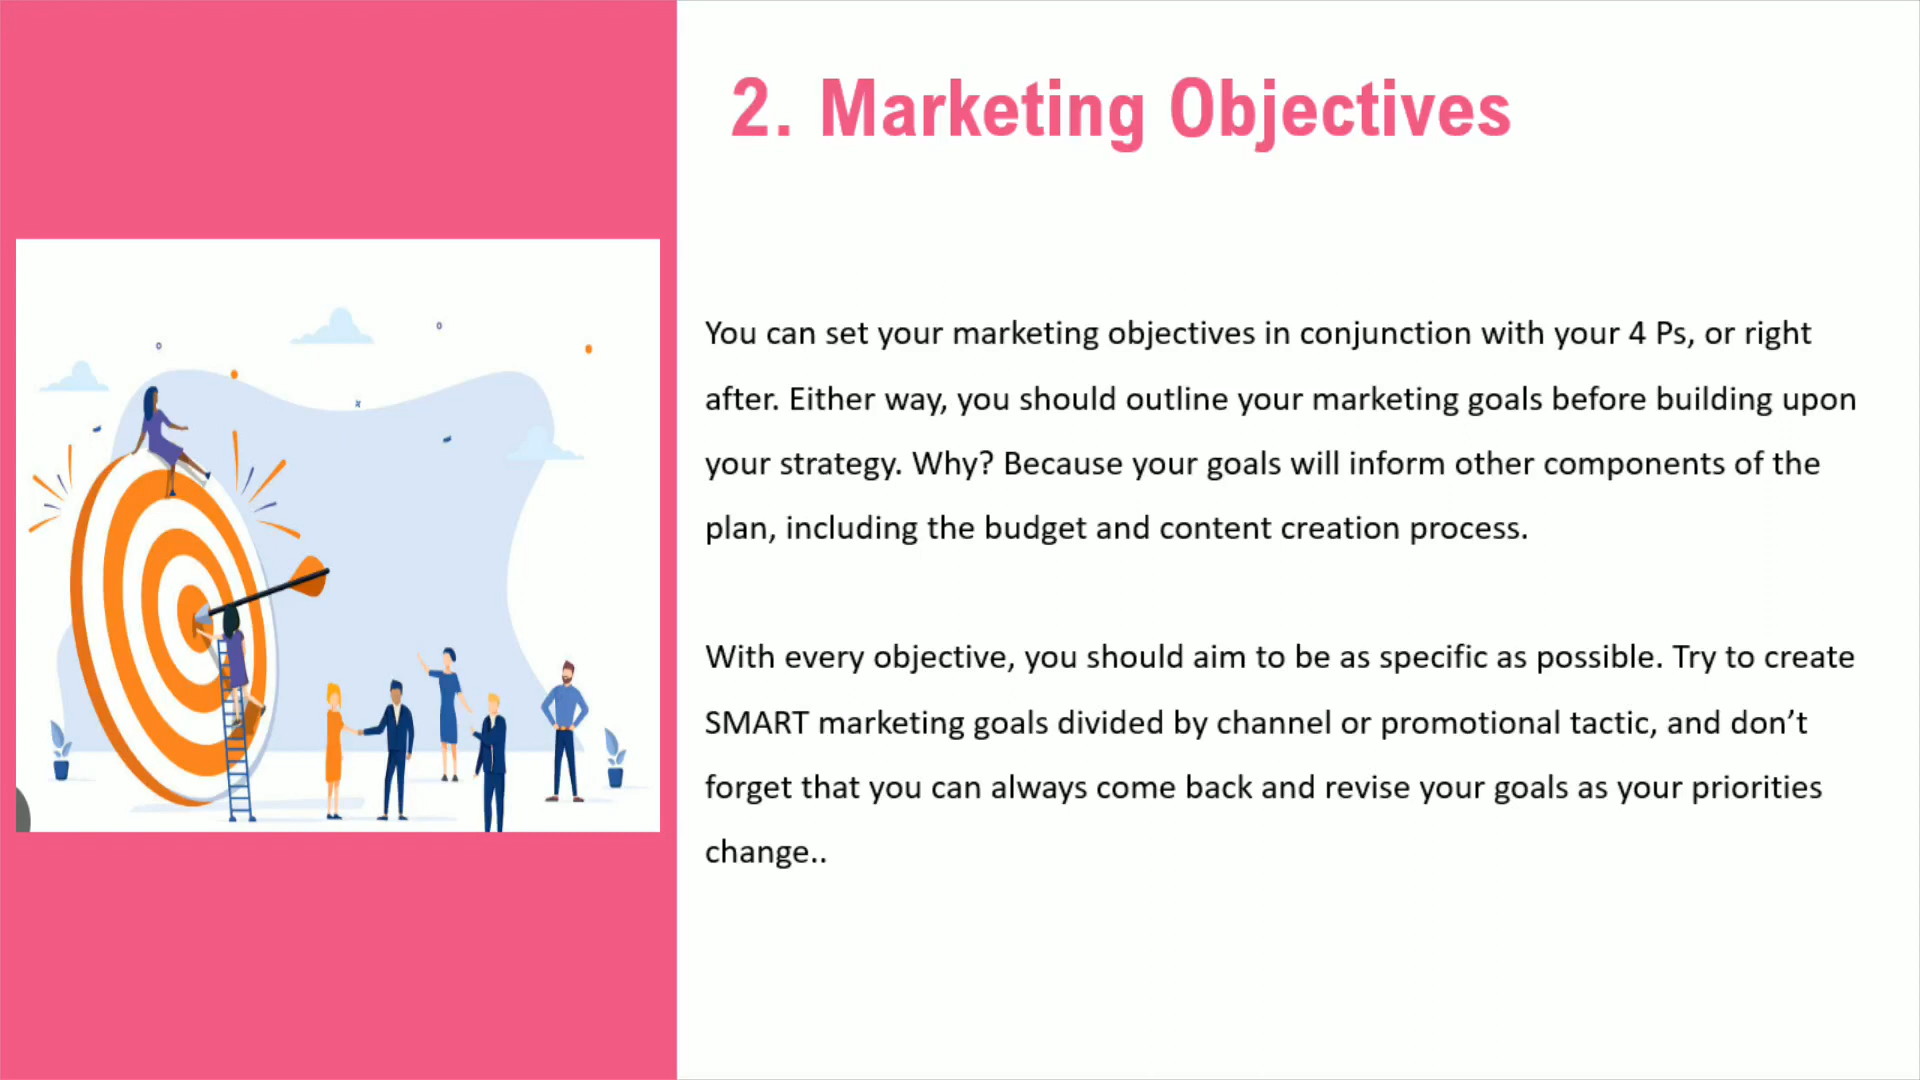 2. Marketing Objectives
You can set your marketing objectives in conjunction with your 4 Ps, or right
after. Either way, you should outline your marketing goals before building upon
your strategy. Why? Because your goals will inform other components of the
plan, including the budget and content creation process.
With every objective, you should aim to be as specific as possible. Try to create
SMART marketing goals divided by channel or promotional tactic, and don’t
forget that you can always come back and revise your goals as your priorities
change..